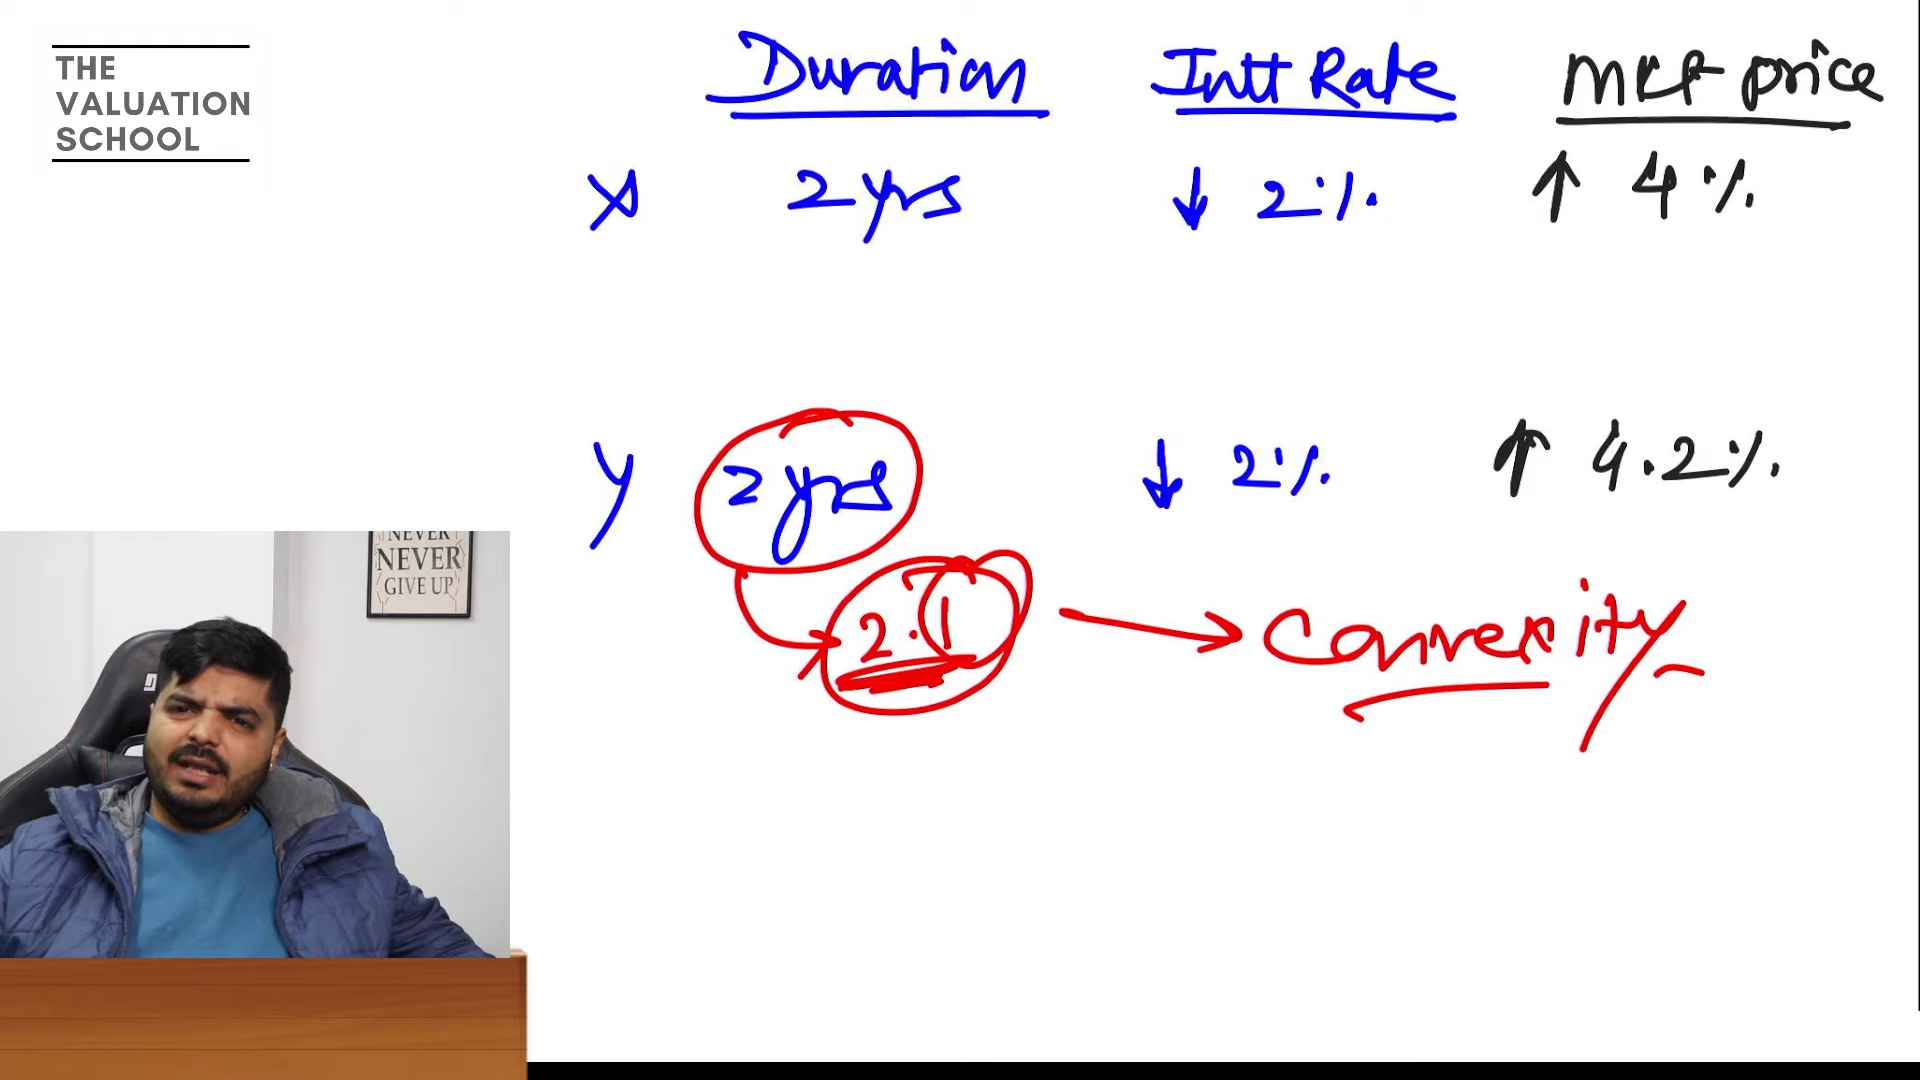 THE
VALUATION
SCHOOL
Duration Intt Rate Mkt price
X 2 yrs ↓ 2% ↑ 4%
Y 2 yrs ↓ 2% ↑ 4.2%
2.1 → Convexity
NEVER
NEVER
GIVE UP